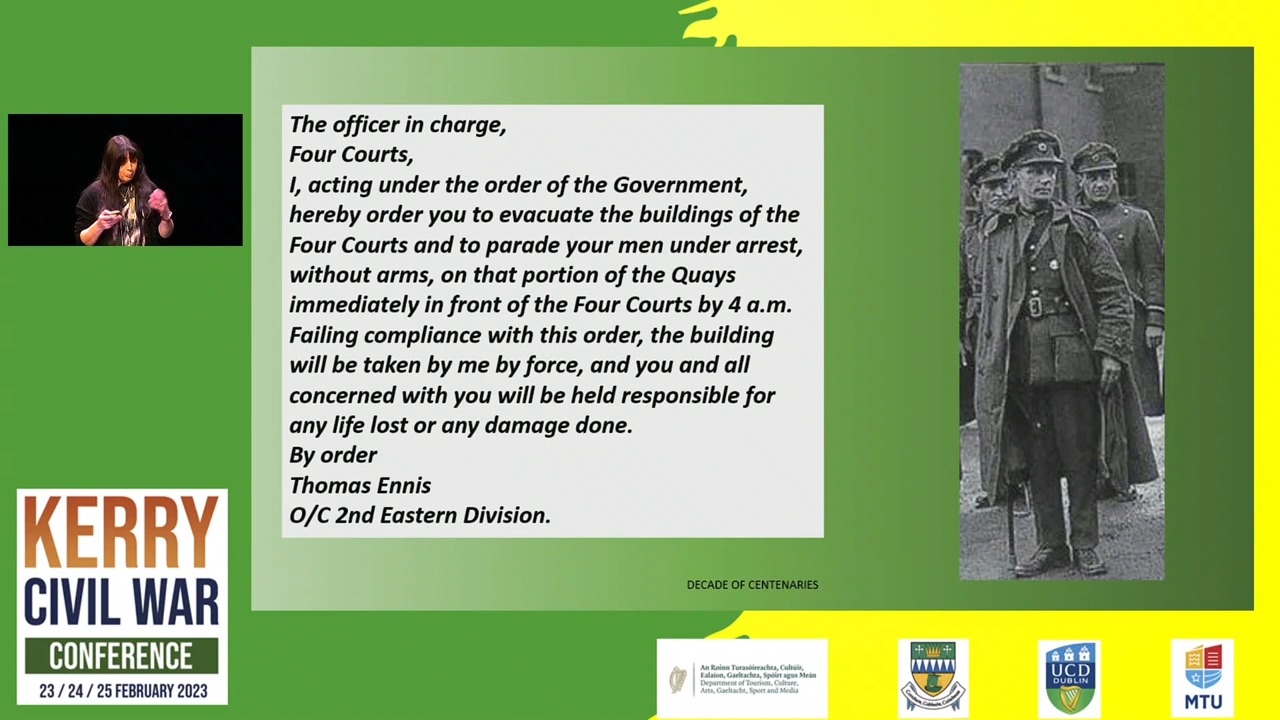 The officer in charge,
Four Courts,
I, acting under the order of the Government,
hereby order you to evacuate the buildings of the
Four Courts and to parade your men under arrest,
without arms, on that portion of the Quays
immediately in front of the Four Courts by 4 a.m.
Failing compliance with this order, the building
will be taken by me by force, and you and all
concerned with you will be held responsible for
any life lost or any damage done.
By order
Thomas Ennis
O/C 2nd Eastern Division.
DECADE OF CENTENARIES
KERRY
CIVIL WAR
CONFERENCE
23 / 24 / 25 FEBRUARY 2023
An Roinn Turasóireachta, Cultúir,
Ealaíon, Gaeltachta, Spóirt agus Meán
Department of Tourism, Culture,
Arts, Gaeltacht, Sport and Media
UCD
DUBLIN
MTU